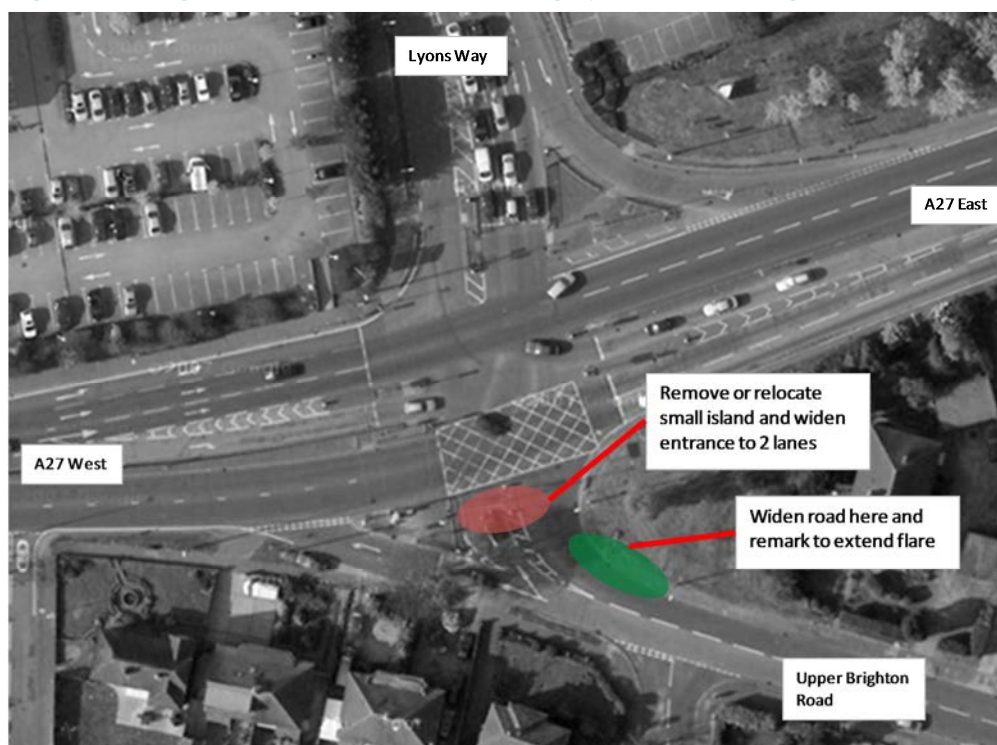 Lyons Way
A27 East
Remove or relocate
small island and widen
entrance to 2 lanes
A27 West
Widen road here and
remark to extend flare
Upper Brighton
Road